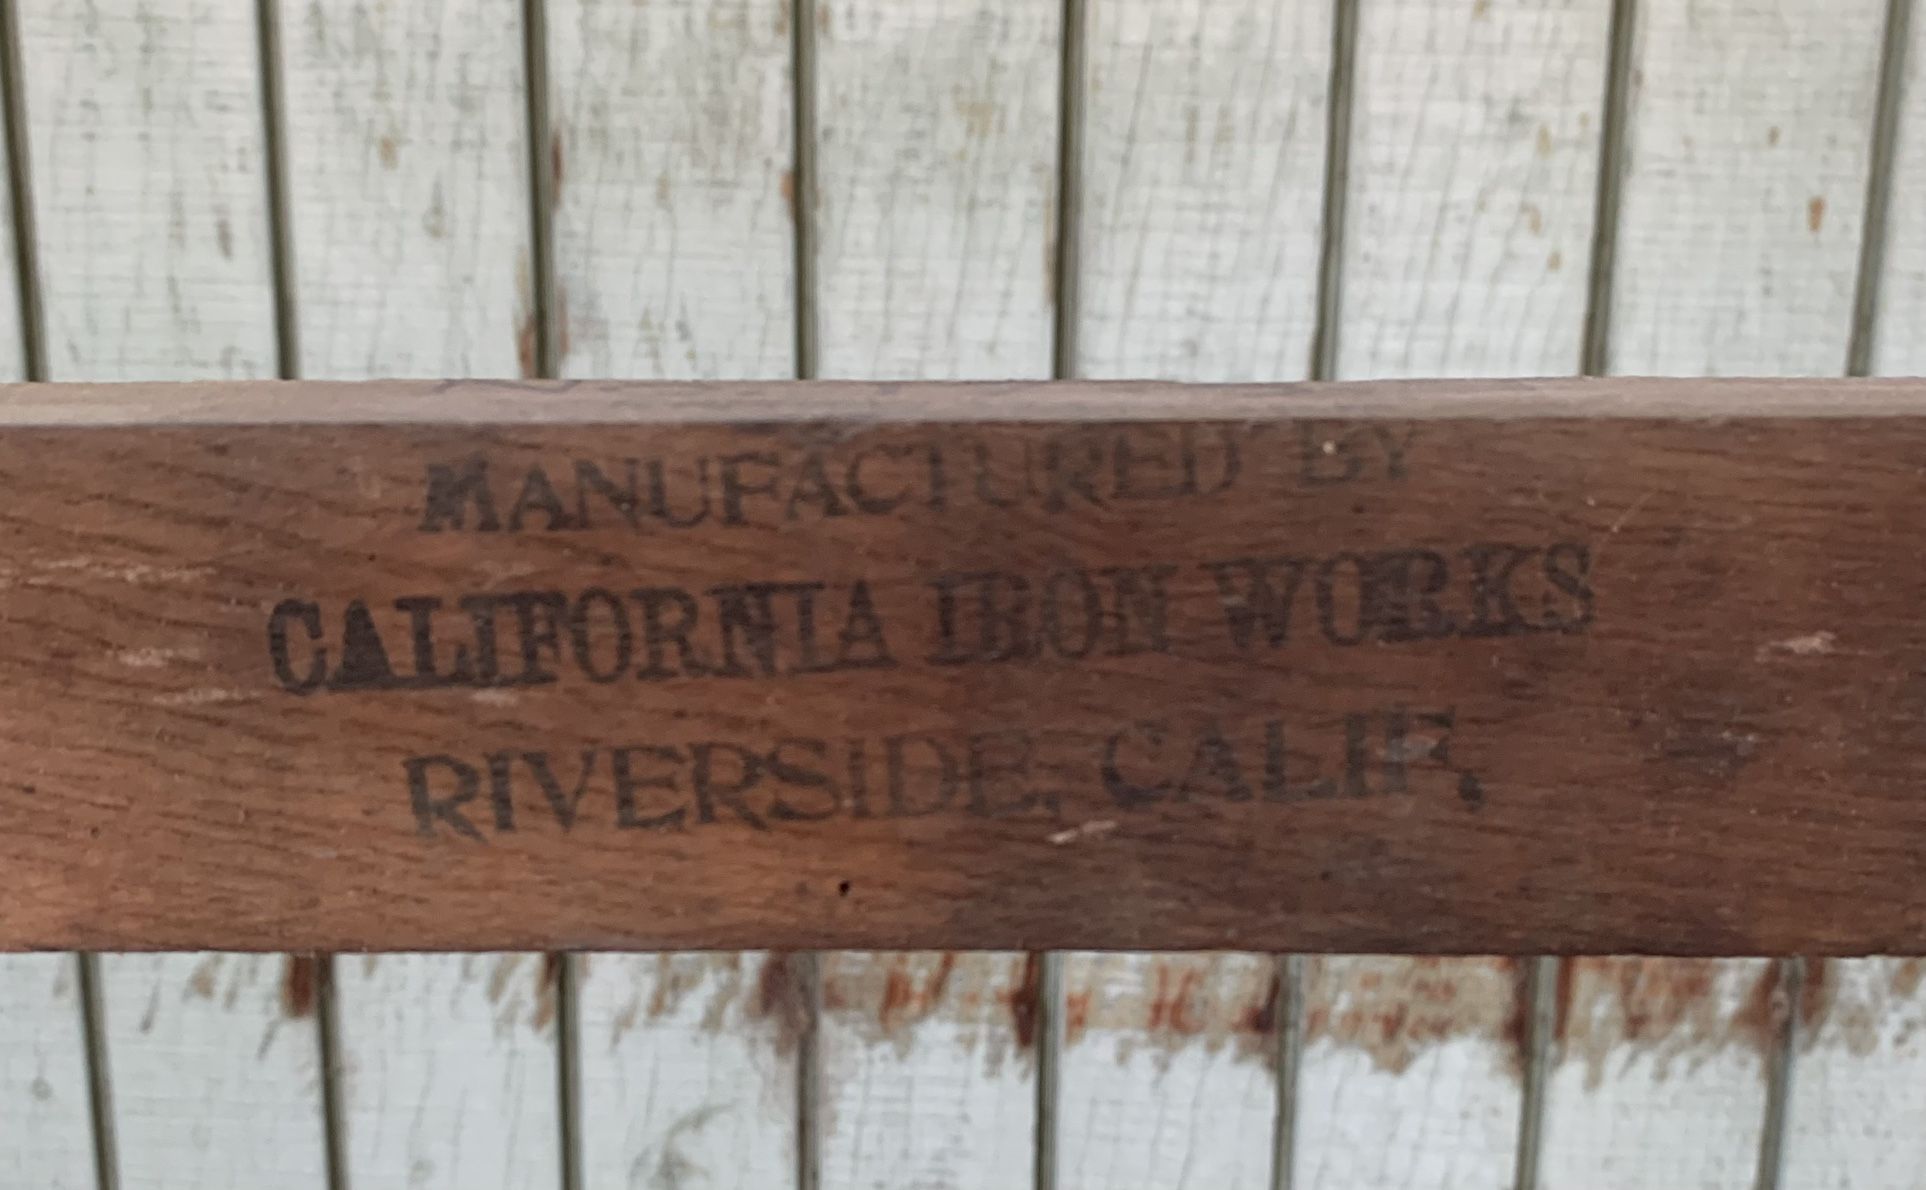 MANUFACTURED BY
CALIFORNIA IRON WORKS
RIVERSIDE, CALIF.